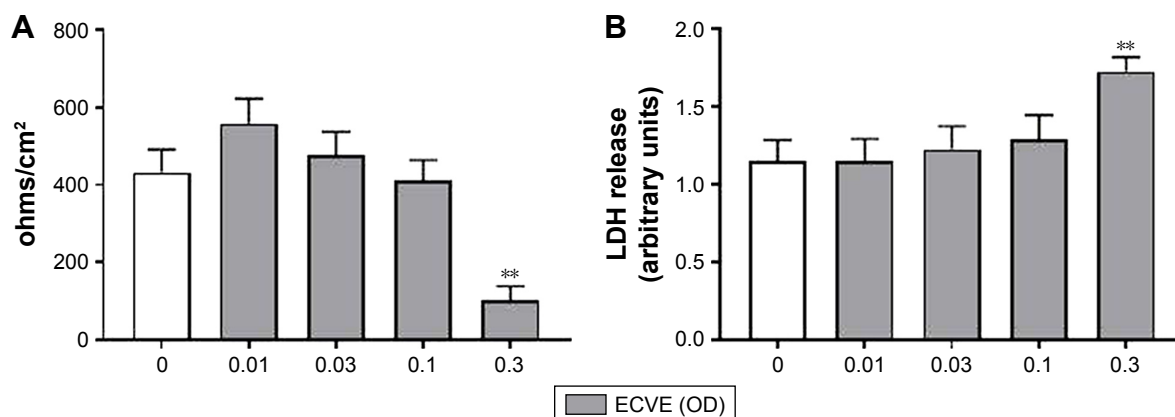 A
800
600
400
200
0
ohms/cm²
**
0 0.01 0.03 0.1 0.3
B
2.0
1.5
1.0
0.5
0.0
LDH release
(arbitrary units)
**
0 0.01 0.03 0.1 0.3
ECVE (OD)